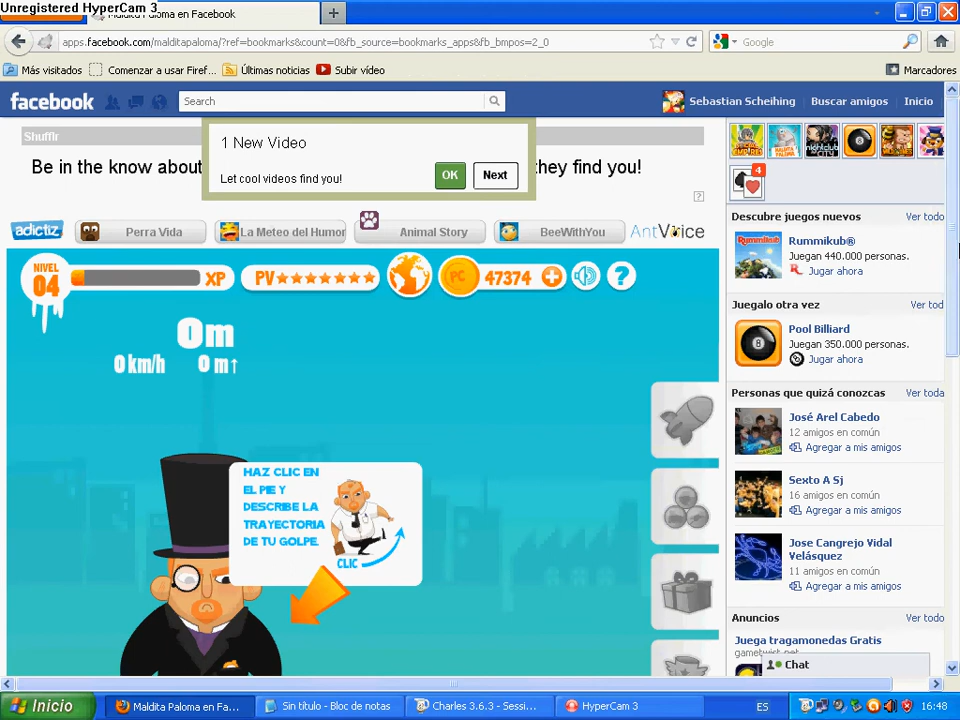 Unregistered HyperCam 3
Maldita Paloma en Facebook
apps.facebook.com/malditapaloma/?ref=bookmarks&count=0&fb_source=bookmarks_apps&fb_bmpos=2_0
Google
Más visitados
Comenzar a usar Firef...
Últimas noticias
Subir vídeo
Marcadores
facebook
Search
Sebastian Scheihing
Buscar amigos
Inicio
Shufflr
Be in the know abou
they find you!
1 New Video
Let cool videos find you!
OK
Next
4
adictiz
Perra Vida
La Meteo del Humor
Animal Story
BeeWithYou
NIVEL
04
XP
PV
PC
47374
?
0m
0 km/h
0 m↑
HAZ CLIC EN
EL PIE Y
DESCRIBE LA
TRAYECTORIA
DE TU GOLPE.
CLIC
Descubre juegos nuevos
Ver todo
Rummikub®
Juegan 440.000 personas.
Jugar ahora
Juegalo otra vez
Ver tod
Pool Billiard
Juegan 350.000 personas.
Jugar ahora
Personas que quizá conozcas
Ver toda
José Arel Cabedo
12 amigos en común
Agregar a mis amigos
Sexto A Sj
16 amigos en común
Agregar a mis amigos
Jose Cangrejo Vidal
Velásquez
11 amigos en común
Agregar a mis amigos
Anuncios
Ver todo
Juega tragamonedas Gratis
gametwist.net
Chat
Inicio
Maldita Paloma en Fa...
Sin título - Bloc de notas
Charles 3.6.3 - Sessi...
HyperCam 3
ES
16:48